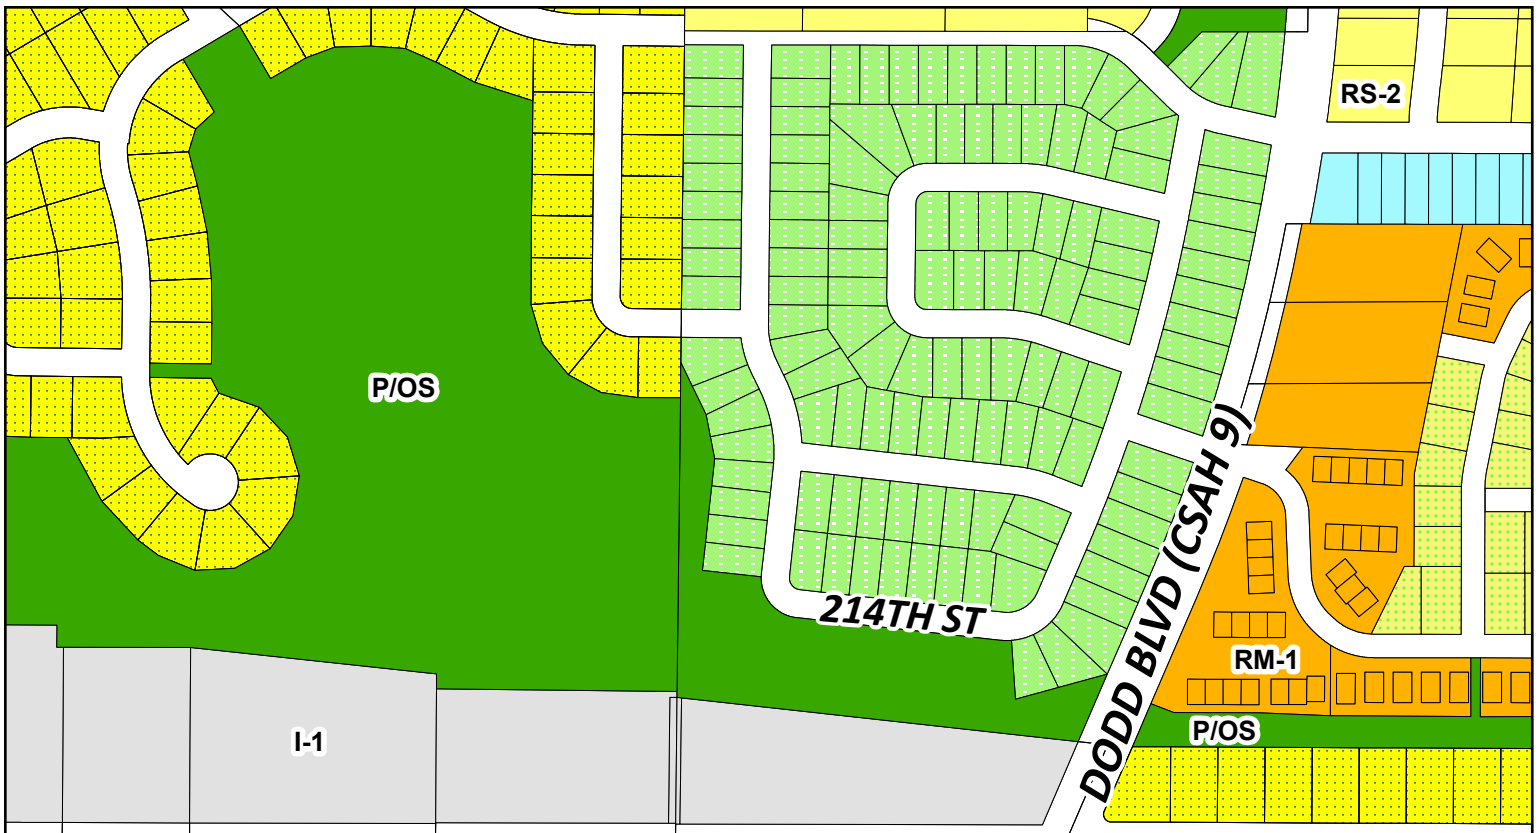 RS-2
P/OS
DODD BLVD (CSAH 9)
214TH ST
RM-1
P/OS
I-1